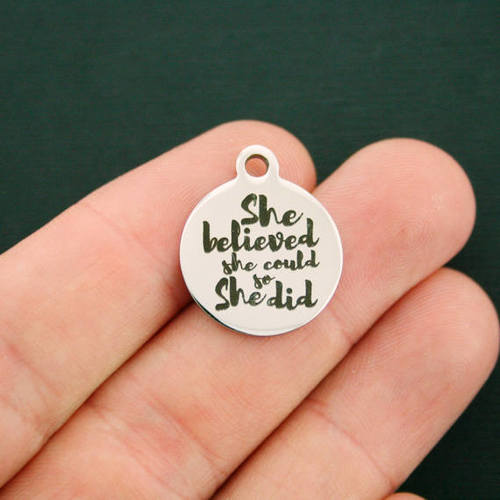 She
believed
she could
so
She did